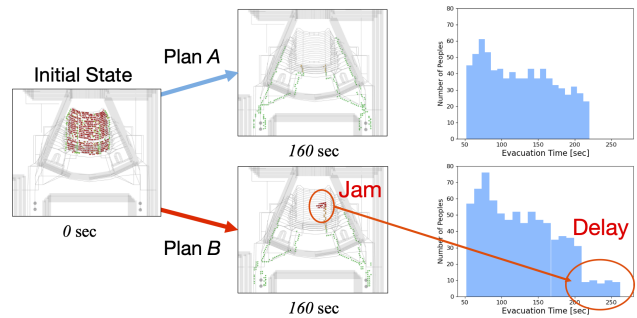 Initial State
0 sec
Plan A
160 sec
Number of Peoples
80
70
60
50
40
30
20
10
0
50
100
150
200
250
Evacuation Time [sec]
Plan B
Jam
160 sec
Number of Peoples
80
70
60
50
40
30
20
10
0
50
100
150
200
250
Evacuation Time [sec]
Delay